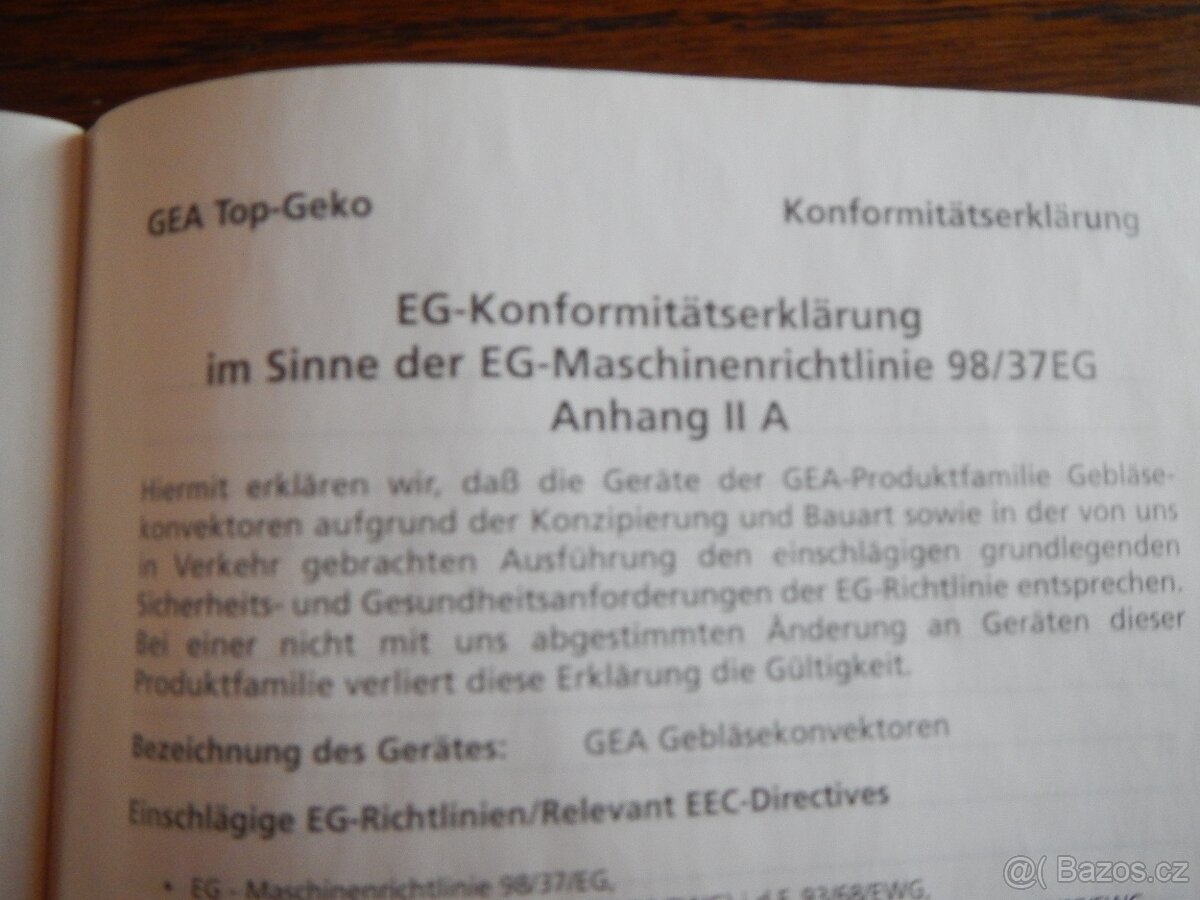 GEA Top-Geko
Konformitätserklärung
EG-Konformitätserklärung
im Sinne der EG-Maschinenrichtlinie 98/37EG
Anhang II A
Hiermit erklären wir, daß die Geräte der GEA-Produktfamilie Gebläse-
konvektoren aufgrund der Konzipierung und Bauart sowie in der von uns
in Verkehr gebrachten Ausführung den einschlägigen grundlegenden
Sicherheits- und Gesundheitsanforderungen der EG-Richtlinie entsprechen.
Bei einer nicht mit uns abgestimmten Änderung an Geräten dieser
Produktfamilie verliert diese Erklärung die Gültigkeit.
Bezeichnung des Gerätes: GEA Gebläsekonvektoren
Einschlägige EG-Richtlinien/Relevant EEC-Directives
• EG - Maschinenrichtlinie 98/37/EG,
93/68/EWG,
@( Bazos.cz